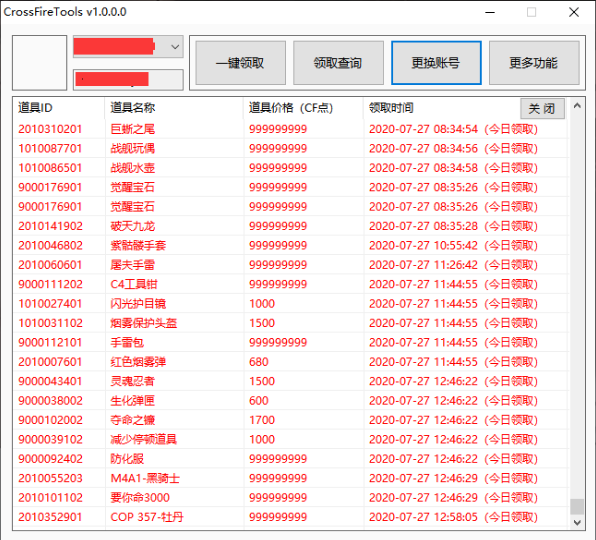 CrossFireTools v1.0.0.0
一键领取 领取查询 更换账号 更多功能
道具ID 道具名称 道具价格（CF点） 领取时间 关 闭
2010310201 巨蜥之尾 999999999 2020-07-27 08:34:54（今日领取）
1010087701 战舰玩偶 999999999 2020-07-27 08:34:56（今日领取）
1010086501 战舰水壶 999999999 2020-07-27 08:34:58（今日领取）
9000176901 觉醒宝石 999999999 2020-07-27 08:35:26（今日领取）
9000176901 觉醒宝石 999999999 2020-07-27 08:35:26（今日领取）
2010141902 破天九龙 999999999 2020-07-27 08:35:28（今日领取）
2010046802 紫骷髅手套 999999999 2020-07-27 10:55:42（今日领取）
2010060601 屠夫手雷 999999999 2020-07-27 11:26:42（今日领取）
9000111202 C4工具钳 999999999 2020-07-27 11:44:55（今日领取）
1010027401 闪光护目镜 1000 2020-07-27 11:44:55（今日领取）
1010031102 烟雾保护头盔 1500 2020-07-27 11:44:55（今日领取）
9000112101 手雷包 999999999 2020-07-27 11:44:55（今日领取）
2010007601 红色烟雾弹 680 2020-07-27 11:44:55（今日领取）
9000043401 灵魂忍者 1500 2020-07-27 12:46:22（今日领取）
9000038002 生化弹匣 600 2020-07-27 12:46:22（今日领取）
9000102002 夺命之镰 1700 2020-07-27 12:46:22（今日领取）
9000039102 减少停顿道具 1000 2020-07-27 12:46:22（今日领取）
9000092402 防化服 999999999 2020-07-27 12:46:22（今日领取）
2010055203 M4A1-黑骑士 999999999 2020-07-27 12:46:29（今日领取）
2010101102 要你命3000 999999999 2020-07-27 12:46:29（今日领取）
2010352901 COP 357-牡丹 999999999 2020-07-27 12:58:05（今日领取）